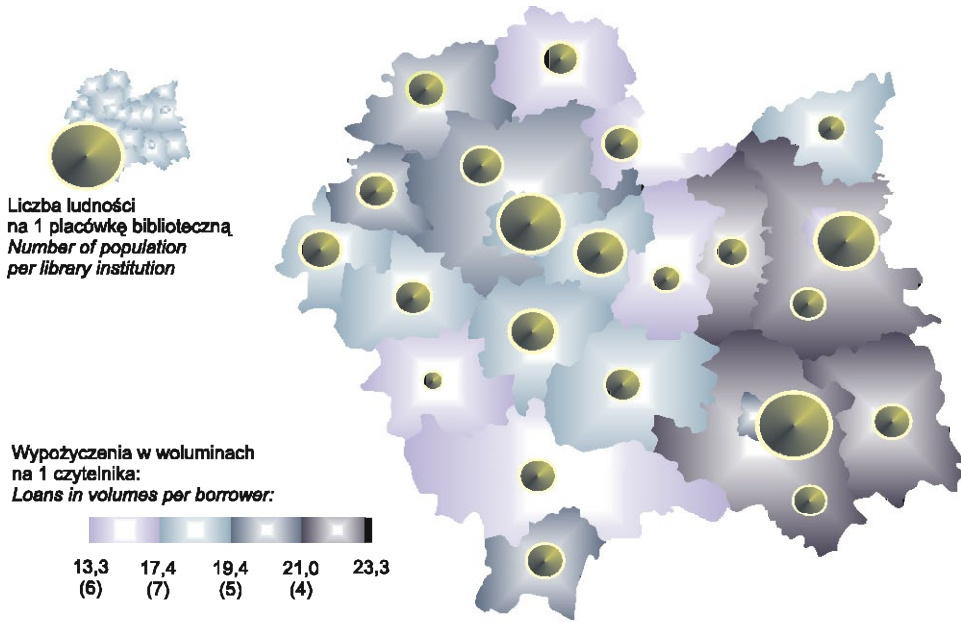 Liczba ludności
na 1 placówkę biblioteczną
Number of population
per library institution
Wypożyczenia w woluminach
na 1 czytelnika:
Loans in volumes per borrower:
13,3 17,4 19,4 21,0 23,3
(6) (7) (5) (4)